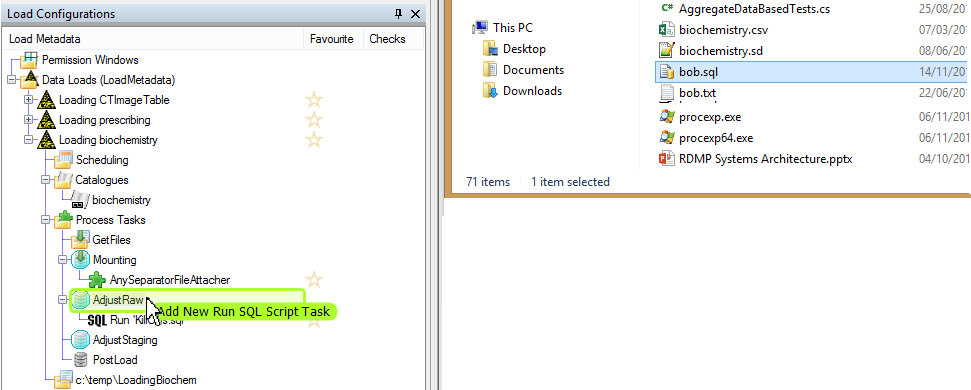 Load Configurations
Load Metadata Favourite Checks
Permission Windows
Data Loads (LoadMetadata)
Loading CTImageTable
Loading prescribing
Loading biochemistry
Scheduling
Catalogues
biochemistry
Process Tasks
GetFiles
Mounting
AnySeparatorFileAttacher
AdjustRaw
Add New Run SQL Script Task
SQL Run
AdjustStaging
PostLoad
c:\temp\LoadingBiochem
This PC
Desktop
Documents
Downloads
AggregateDataBasedTests.cs 25/08/
biochemistry.csv 07/03/20
biochemistry.sd 08/06/20
bob.sql 14/11/20
bob.txt 22/06/20
procexp.exe 06/11/20
procexp64.exe 06/11/20
RDMP Systems Architecture.pptx 04/10/20
71 items 1 item selected